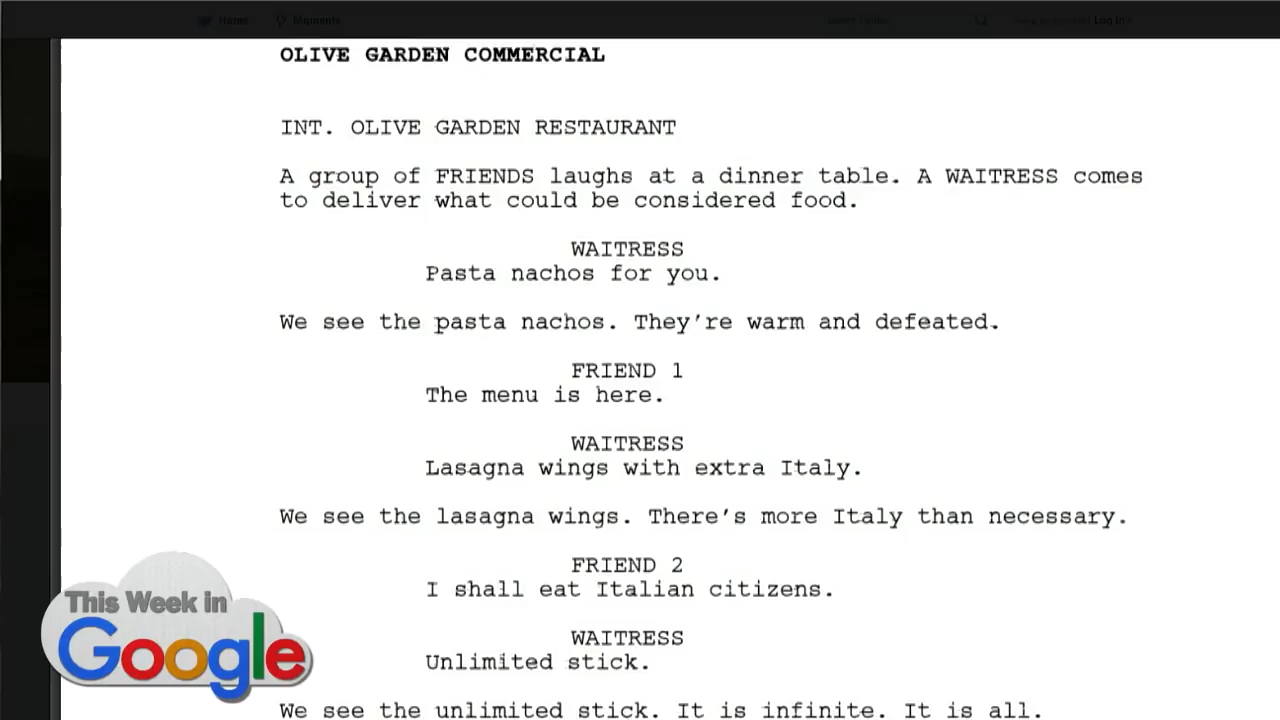 Home Moments Log in
OLIVE GARDEN COMMERCIAL
INT. OLIVE GARDEN RESTAURANT
A group of FRIENDS laughs at a dinner table. A WAITRESS comes
to deliver what could be considered food.
WAITRESS
Pasta nachos for you.
We see the pasta nachos. They’re warm and defeated.
FRIEND 1
The menu is here.
WAITRESS
Lasagna wings with extra Italy.
We see the lasagna wings. There’s more Italy than necessary.
FRIEND 2
I shall eat Italian citizens.
WAITRESS
Unlimited stick.
We see the unlimited stick. It is infinite. It is all.
This Week in
Google